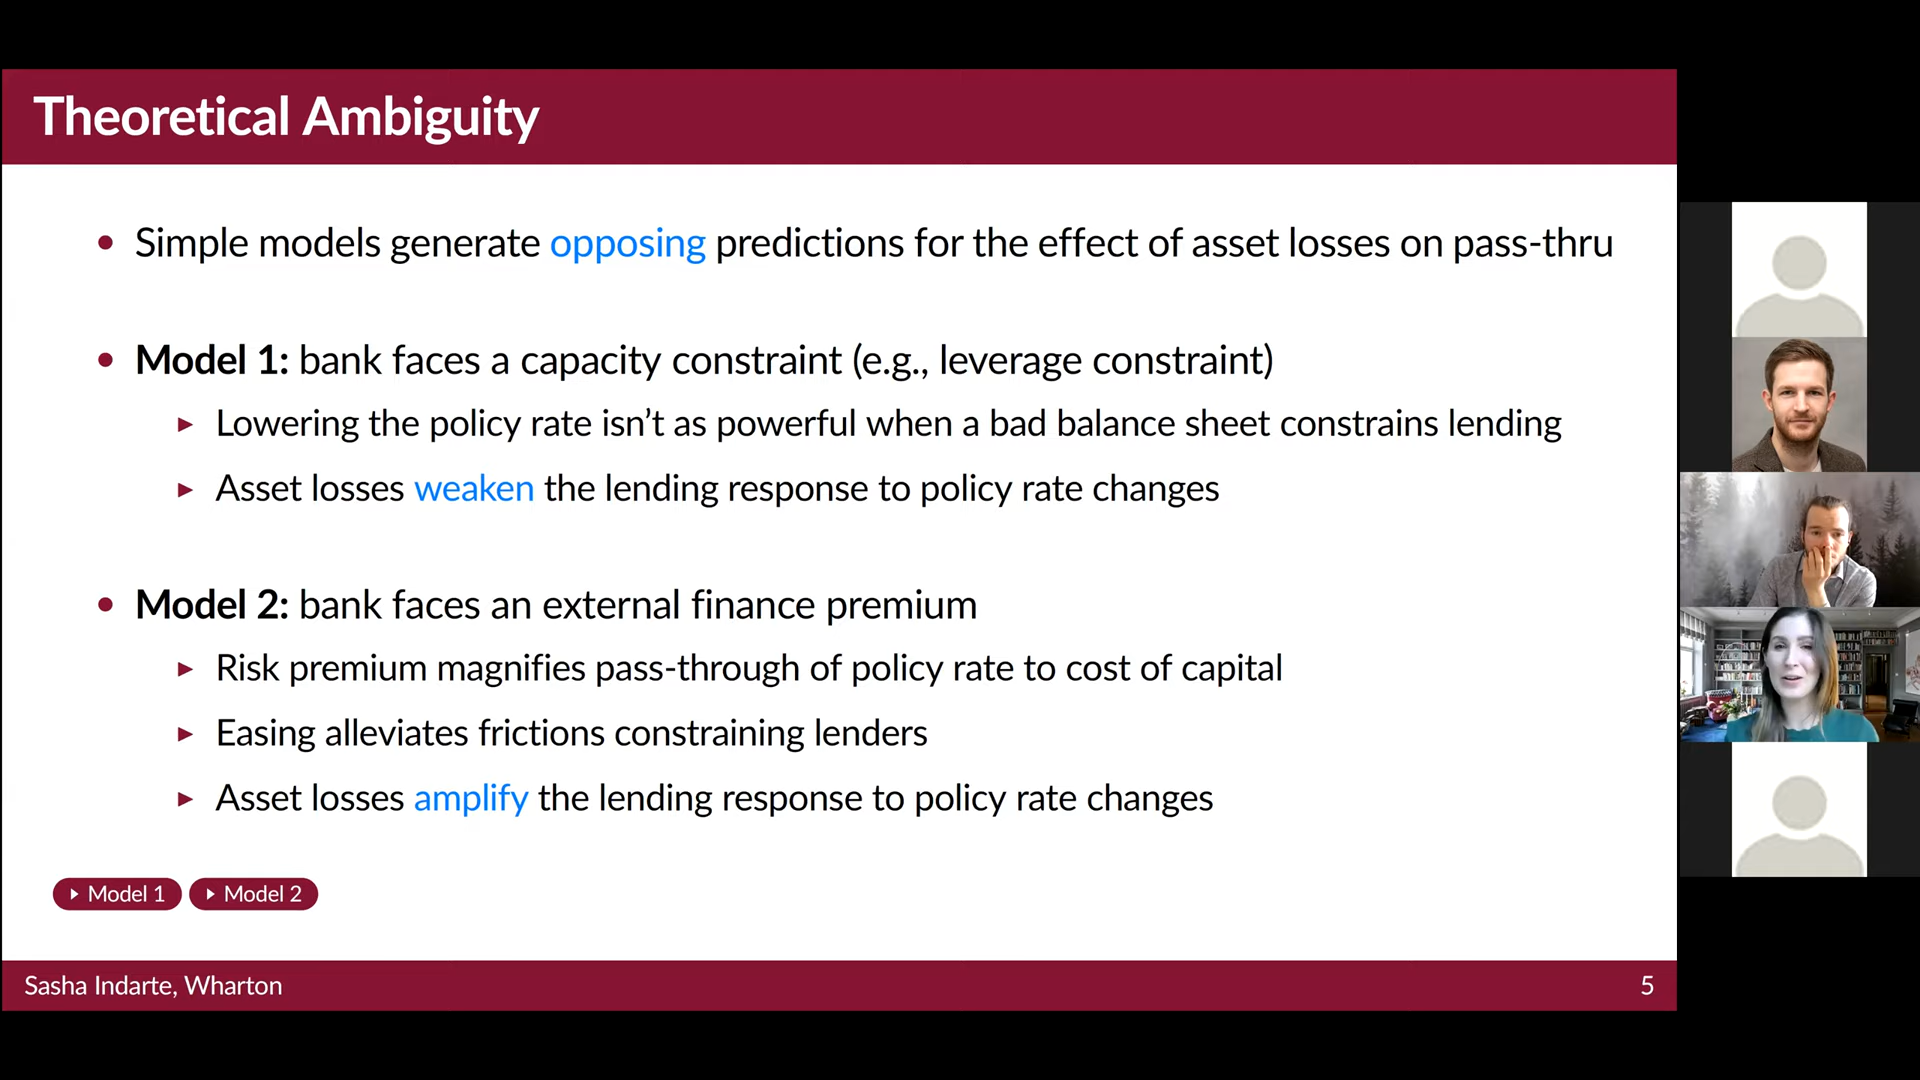 Theoretical Ambiguity
• Simple models generate opposing predictions for the effect of asset losses on pass-thru
• Model 1: bank faces a capacity constraint (e.g., leverage constraint)
▸ Lowering the policy rate isn’t as powerful when a bad balance sheet constrains lending
▸ Asset losses weaken the lending response to policy rate changes
• Model 2: bank faces an external finance premium
▸ Risk premium magnifies pass-through of policy rate to cost of capital
▸ Easing alleviates frictions constraining lenders
▸ Asset losses amplify the lending response to policy rate changes
▸ Model 1 ▸ Model 2
Sasha Indarte, Wharton 5